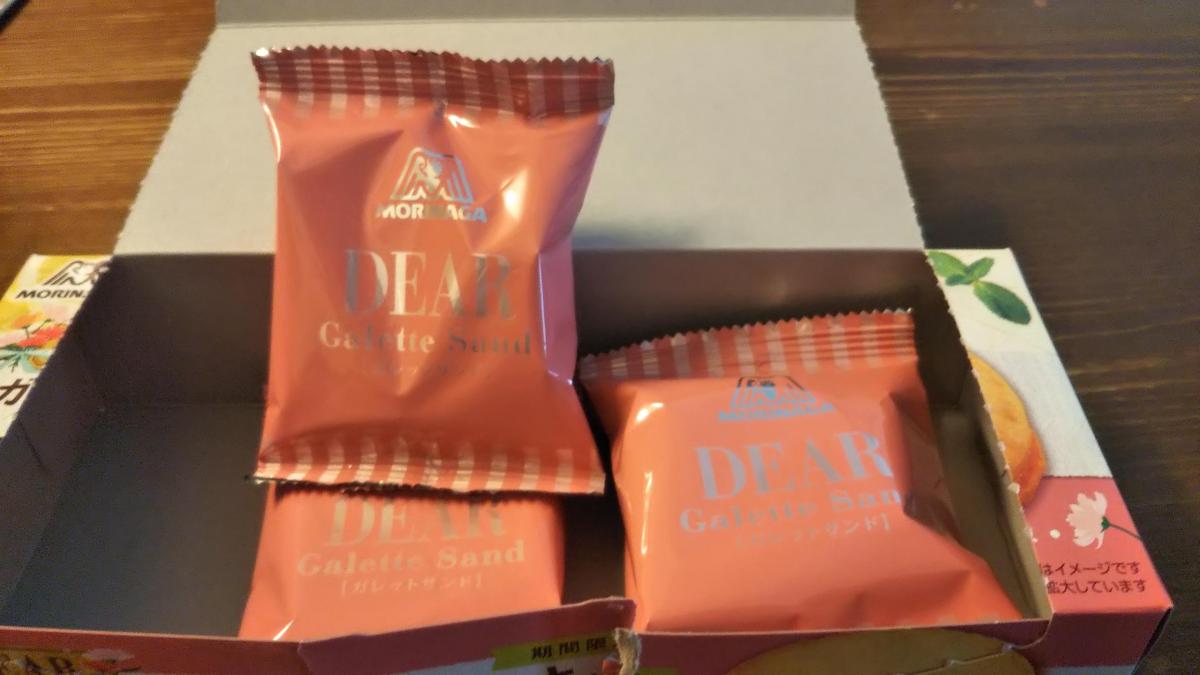 MORINAGA
DEAR
Galette Sand
MORINAGA
DEAR
Galette San
[ガレットサンド]
DEAR
Galette Sand
[ガレットサンド]
MORINA
ガ
はイメージです
拡大しています
期間限